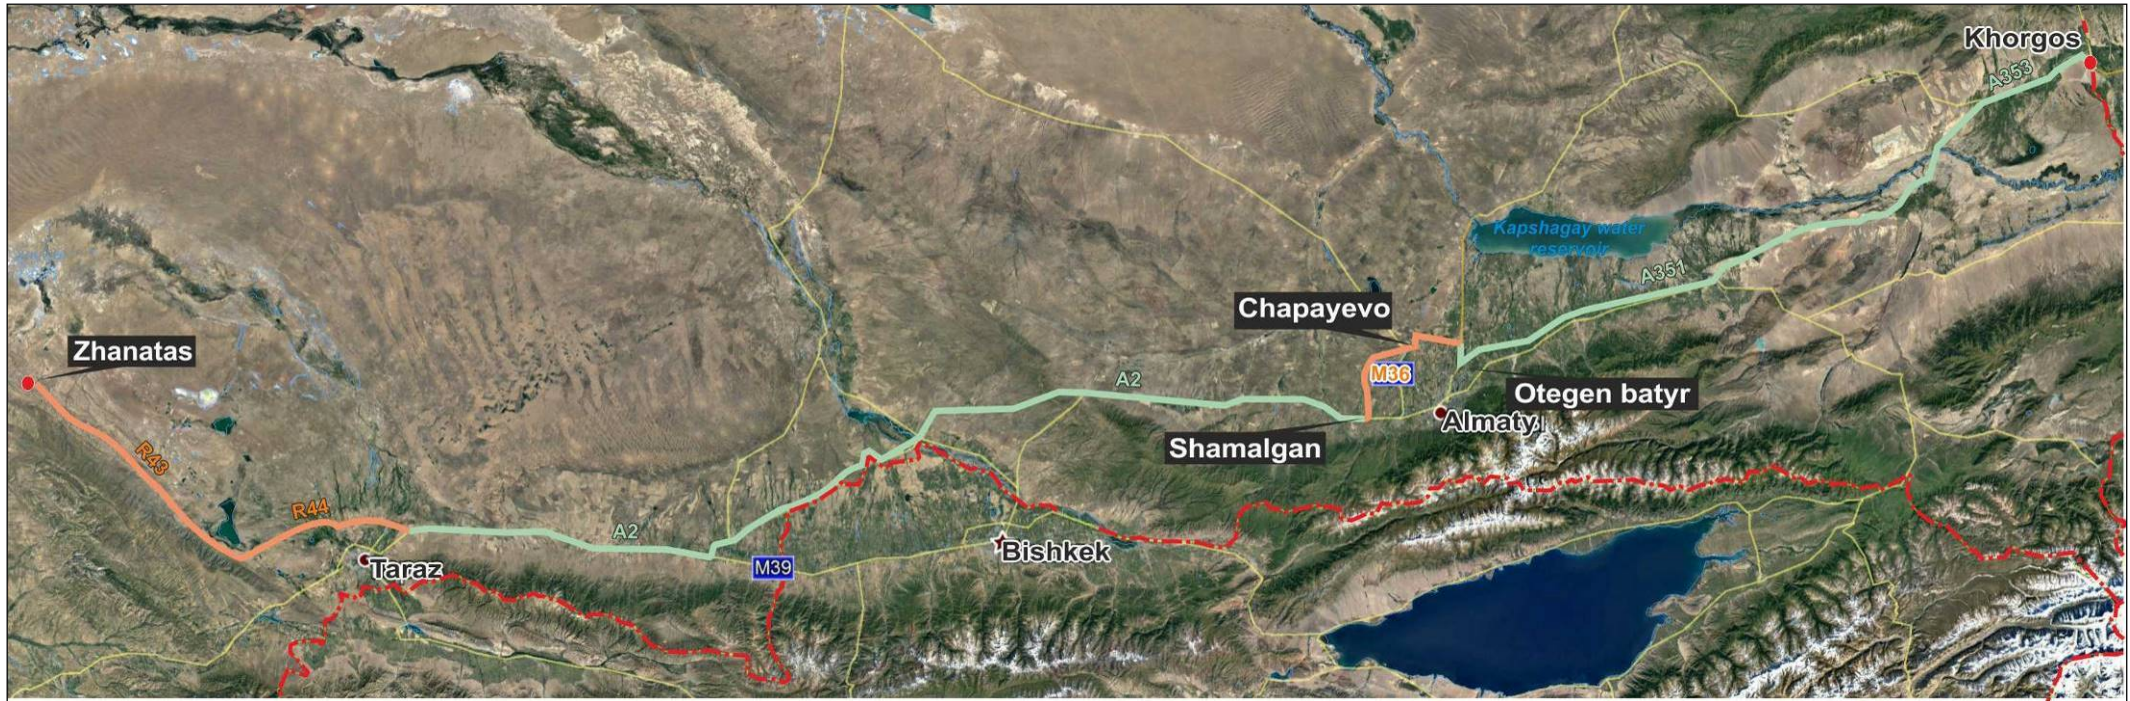 Khorgos
A353
Kapshagay water
reservoir
A351
Chapayevo
Zhanatas
M36
A2
Otegen batyr
Almaty
Shamalgan
R43
R44
A2
Bishkek
M39
Taraz